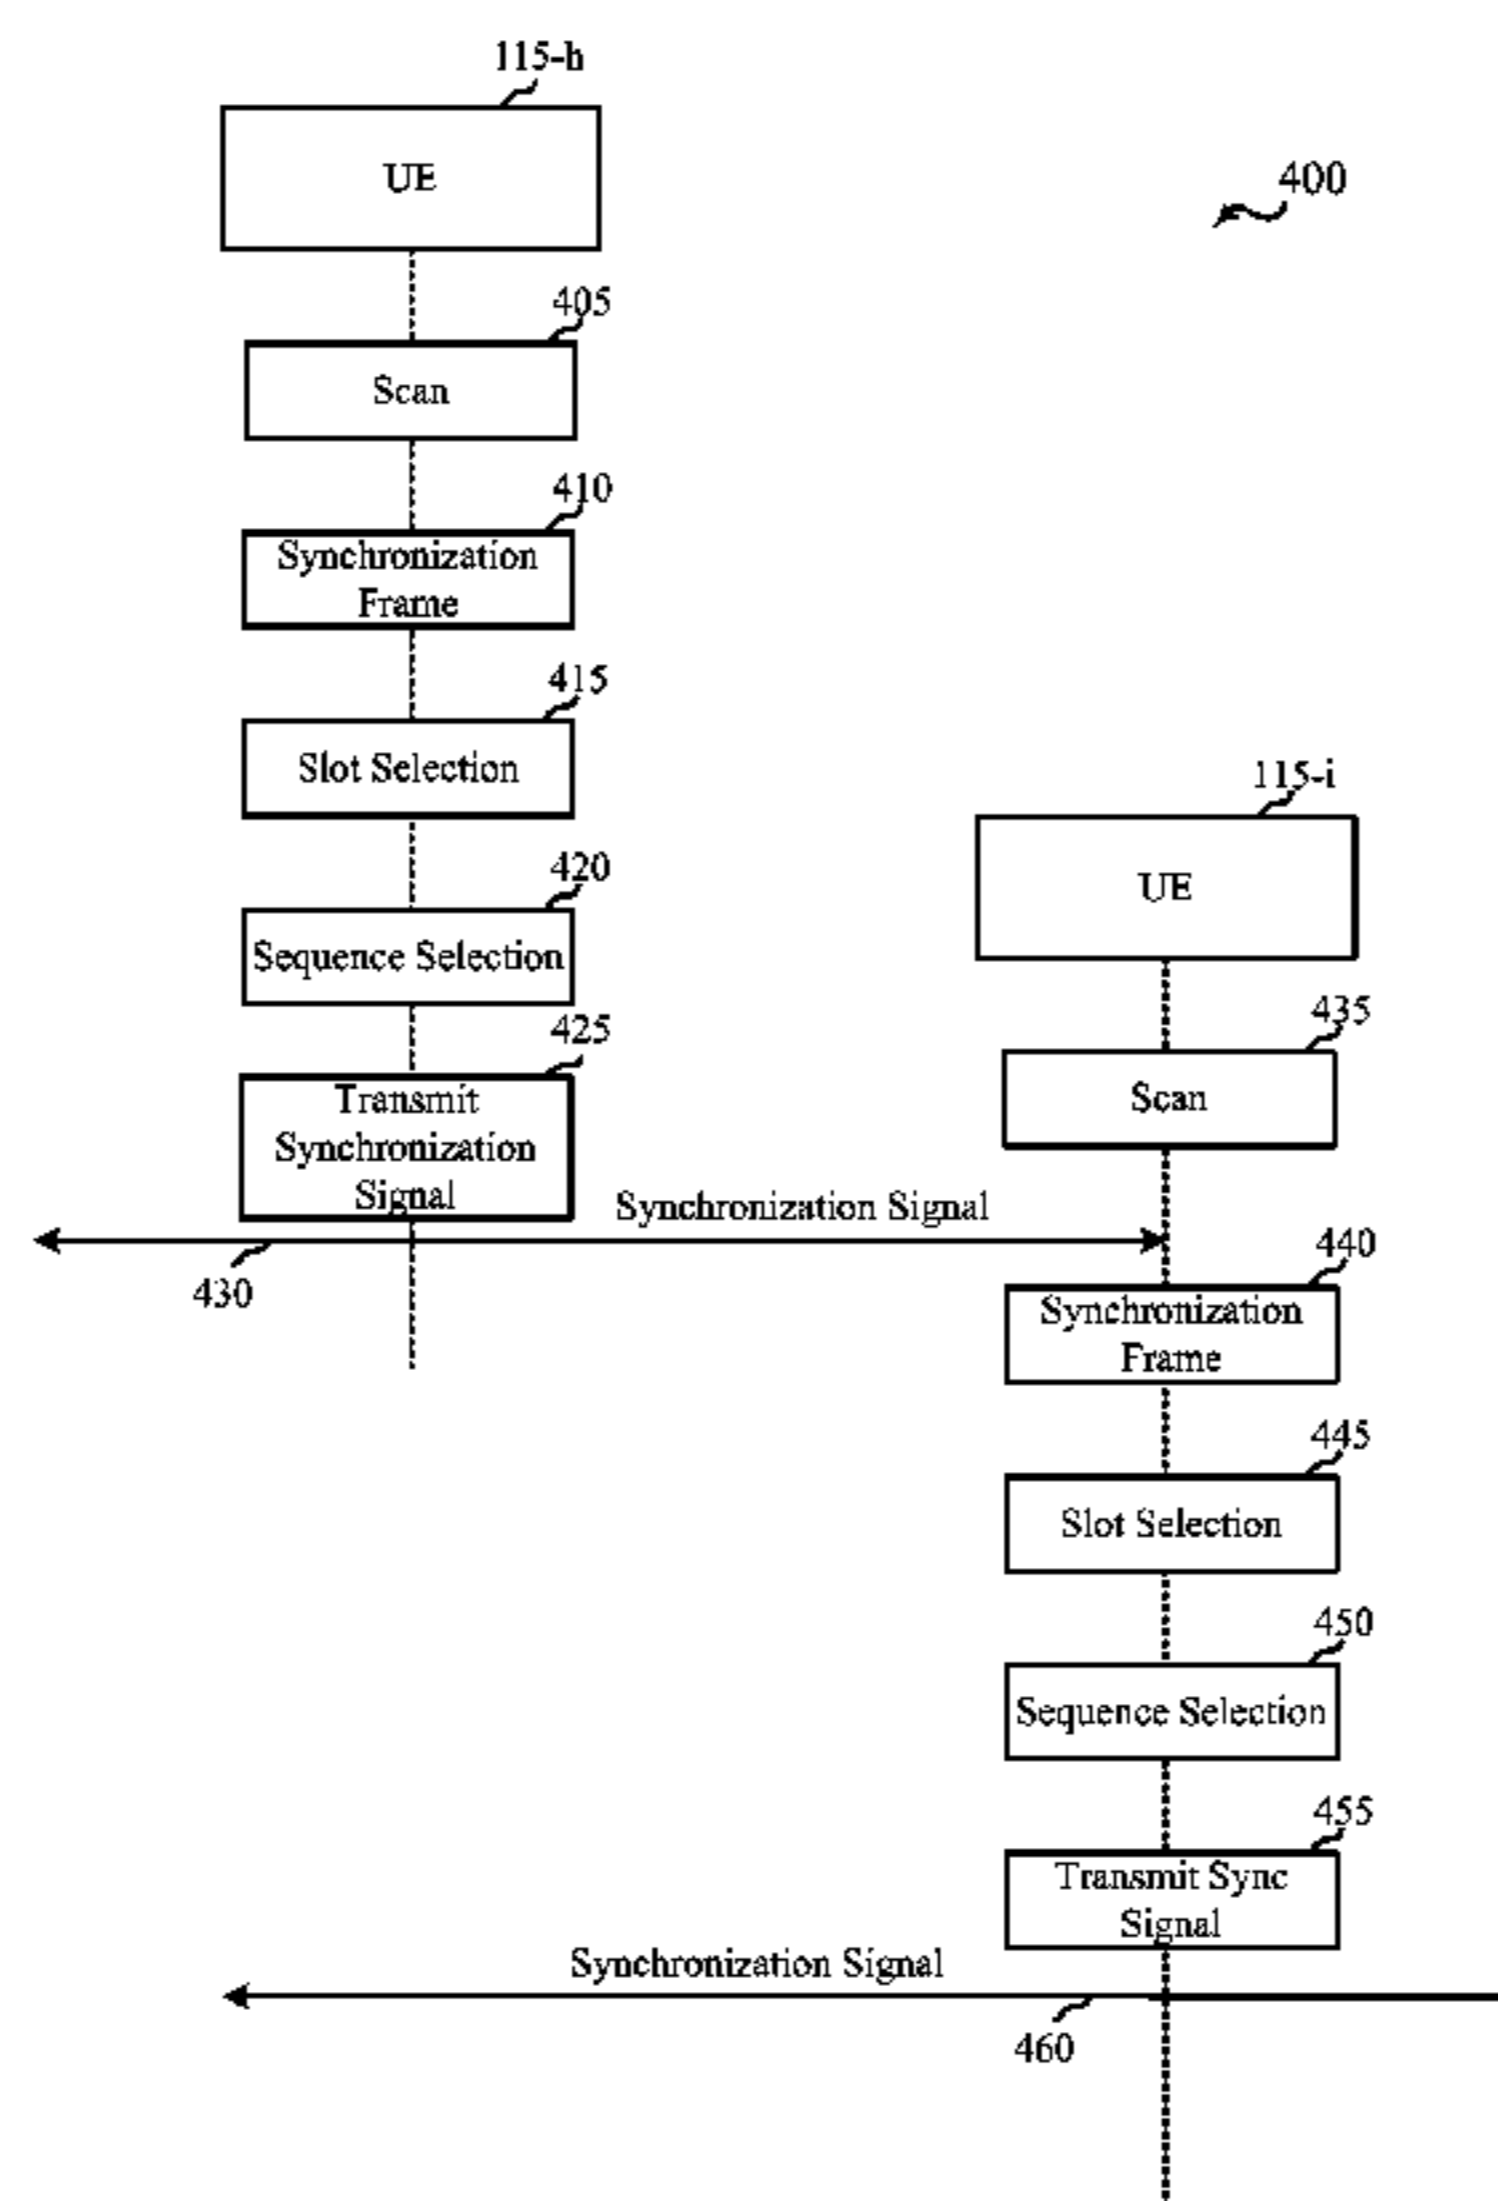 115-h
UE
400
405
Scan
410
Synchronization
Frame
415
Slot Selection
420
Sequence Selection
425
Transmit
Synchronization
Signal
Synchronization Signal
430
115-i
UE
435
Scan
440
Synchronization
Frame
445
Slot Selection
450
Sequence Selection
455
Transmit Sync
Signal
Synchronization Signal
460